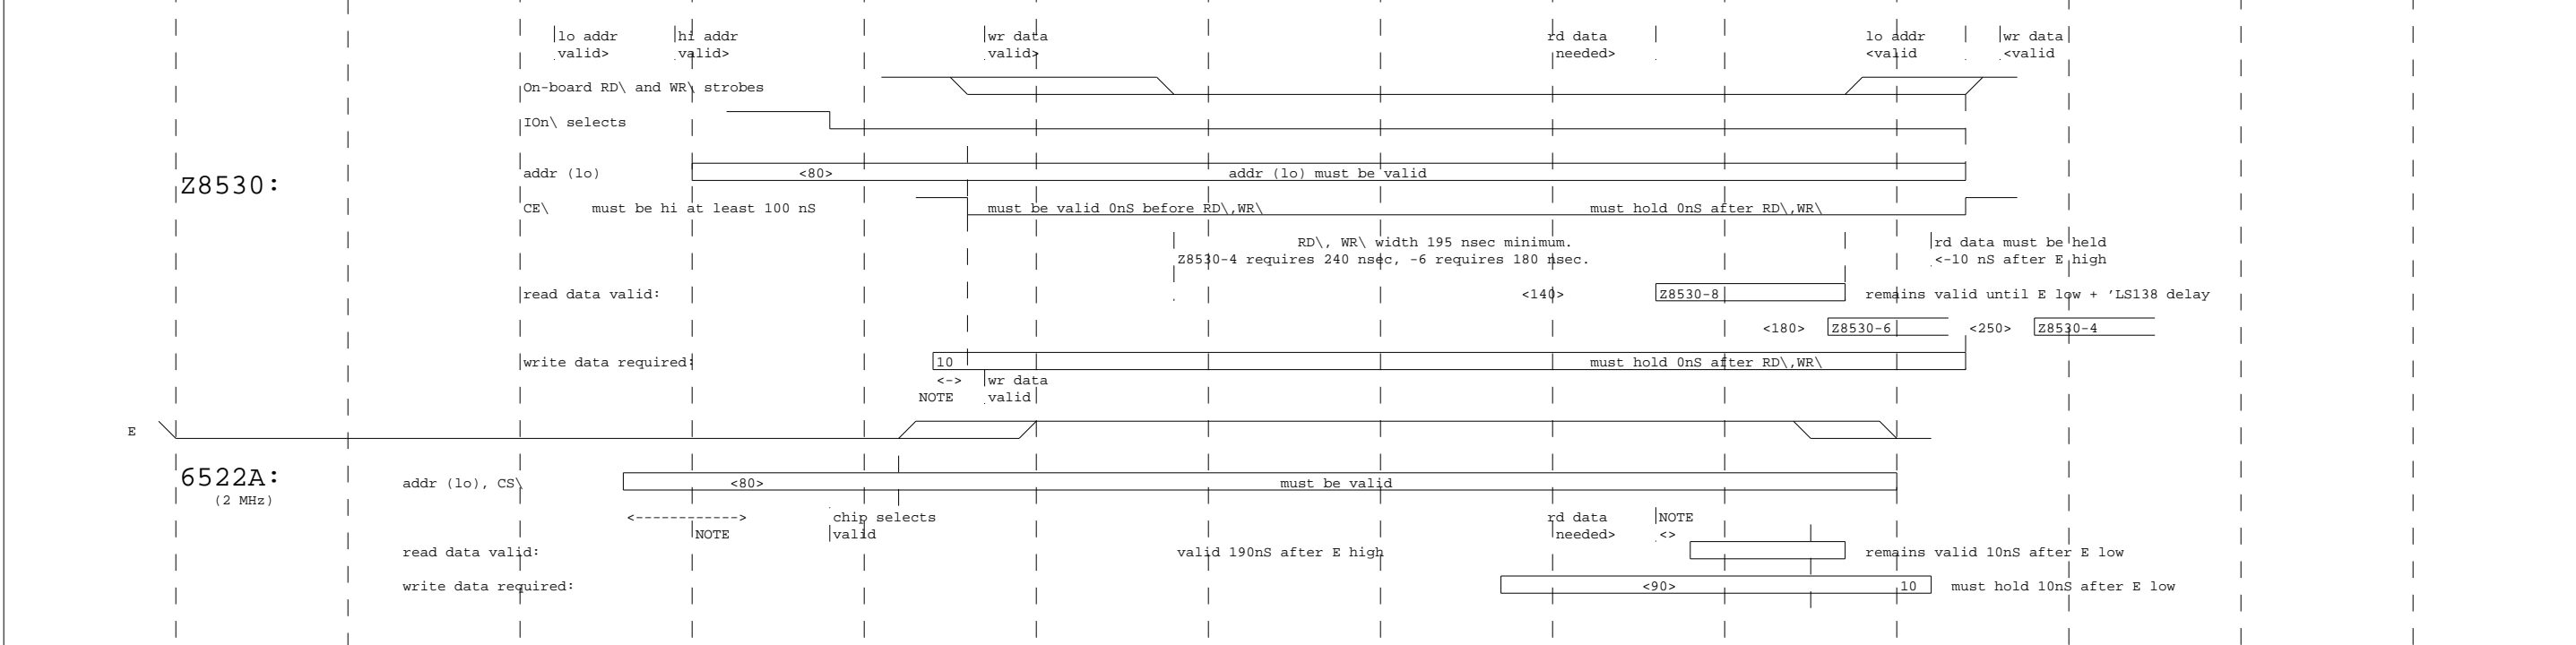 lo addr hi addr wr data rd data lo addr wr data
valid> valid> valid> needed> <valid <valid
On-board RD\ and WR\ strobes
IOn\ selects
addr (lo) <80> addr (lo) must be valid
Z8530:
CE\ must be hi at least 100 nS must be valid 0nS before RD\,WR\ must hold 0nS after RD\,WR\
RD\, WR\ width 195 nsec minimum. rd data must be held
Z8530-4 requires 240 nsec, -6 requires 180 nsec. <-10 nS after E high
read data valid: <140> Z8530-8 remains valid until E low + 'LS138 delay
<180> Z8530-6 <250> Z8530-4
write data required: 10 must hold 0nS after RD\,WR\
<-> wr data
NOTE valid
E
6522A:
addr (lo), CS\ <80> must be valid
(2 MHz)
<------------> chip selects rd data NOTE
NOTE valid needed> <>
read data valid: valid 190nS after E high remains valid 10nS after E low
write data required: <90> 10 must hold 10nS after E low